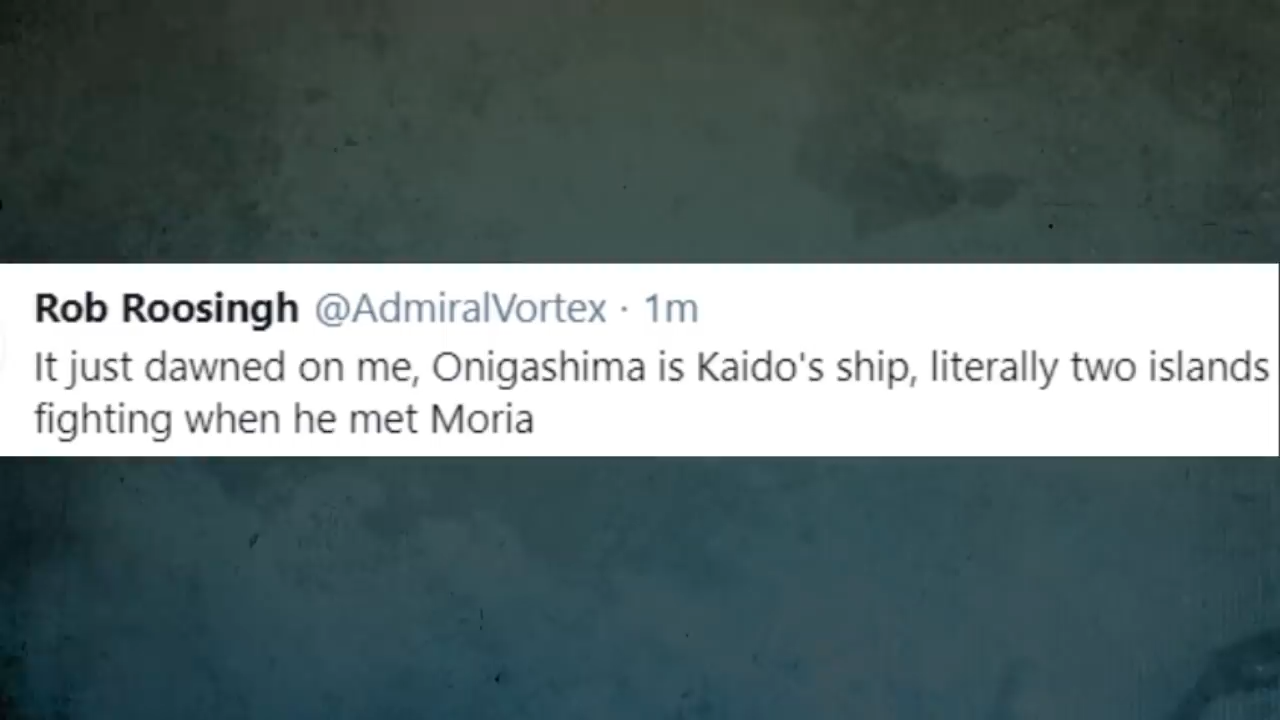 Rob Roosingh @AdmiralVortex · 1m
It just dawned on me, Onigashima is Kaido's ship, literally two islands
fighting when he met Moria